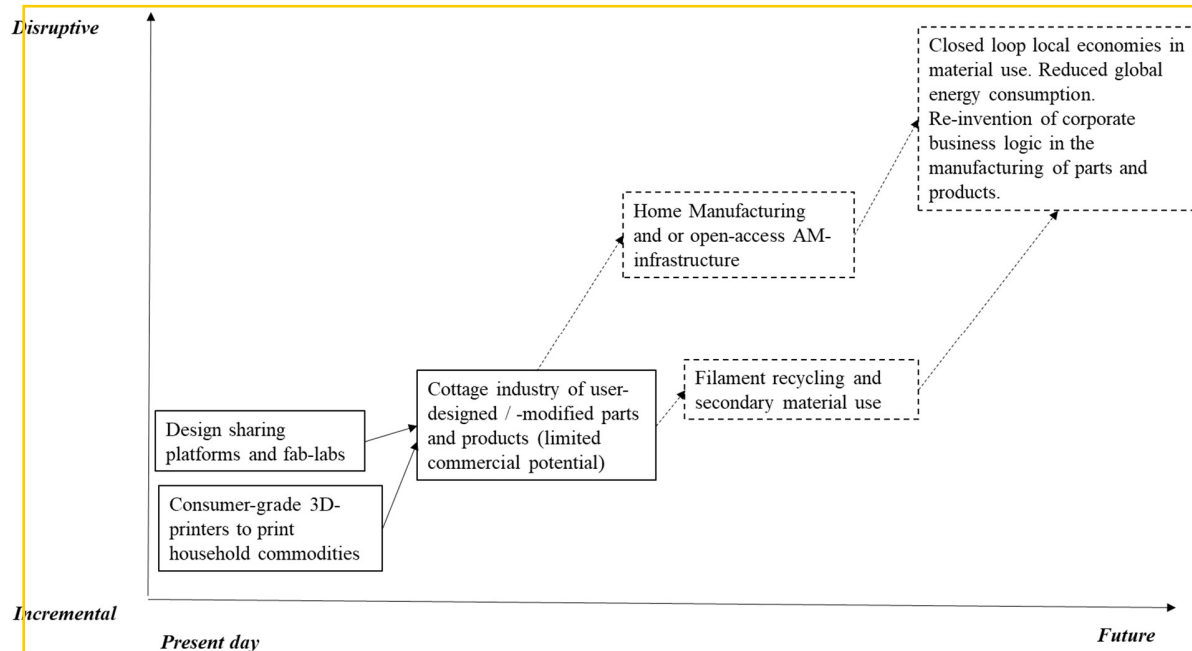 Disruptive
Closed loop local economies in
material use. Reduced global
energy consumption.
Re-invention of corporate
business logic in the
manufacturing of parts and
products.
Home Manufacturing
and or open-access AM-
infrastructure
Cottage industry of user-
designed / -modified parts
and products (limited
commercial potential)
Filament recycling and
secondary material use
Design sharing
platforms and fab-labs
Consumer-grade 3D-
printers to print
household commodities
Incremental
Present day
Future